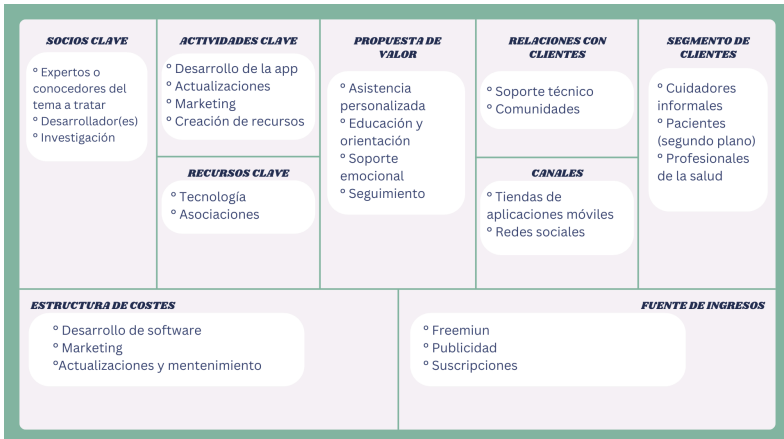 SOCIOS CLAVE
° Expertos o
conocedores del
tema a tratar
° Desarrollador(es)
° Investigación
ACTIVIDADES CLAVE
° Desarrollo de la app
° Actualizaciones
° Marketing
° Creación de recursos
RECURSOS CLAVE
° Tecnología
° Asociaciones
PROPUESTA DE
VALOR
° Asistencia
personalizada
° Educación y
orientación
° Soporte
emocional
° Seguimiento
RELACIONES CON
CLIENTES
° Soporte técnico
° Comunidades
CANALES
° Tiendas de
aplicaciones móviles
° Redes sociales
SEGMENTO DE
CLIENTES
° Cuidadores
informales
° Pacientes
(segundo plano)
° Profesionales
de la salud
ESTRUCTURA DE COSTES
° Desarrollo de software
° Marketing
°Actualizaciones y mentenimiento
FUENTE DE INGRESOS
° Freemiun
° Publicidad
° Suscripciones